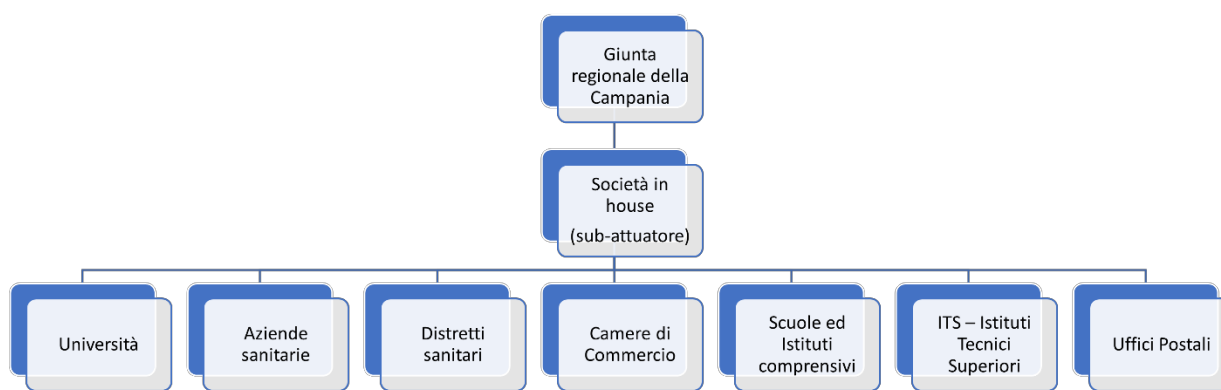 Giunta
regionale della
Campania
Società in
house
(sub-attuatore)
Università
Aziende
sanitarie
Distretti
sanitari
Camere di
Commercio
Scuole ed
Istituti
comprensivi
ITS – Istituti
Tecnici
Superiori
Uffici Postali